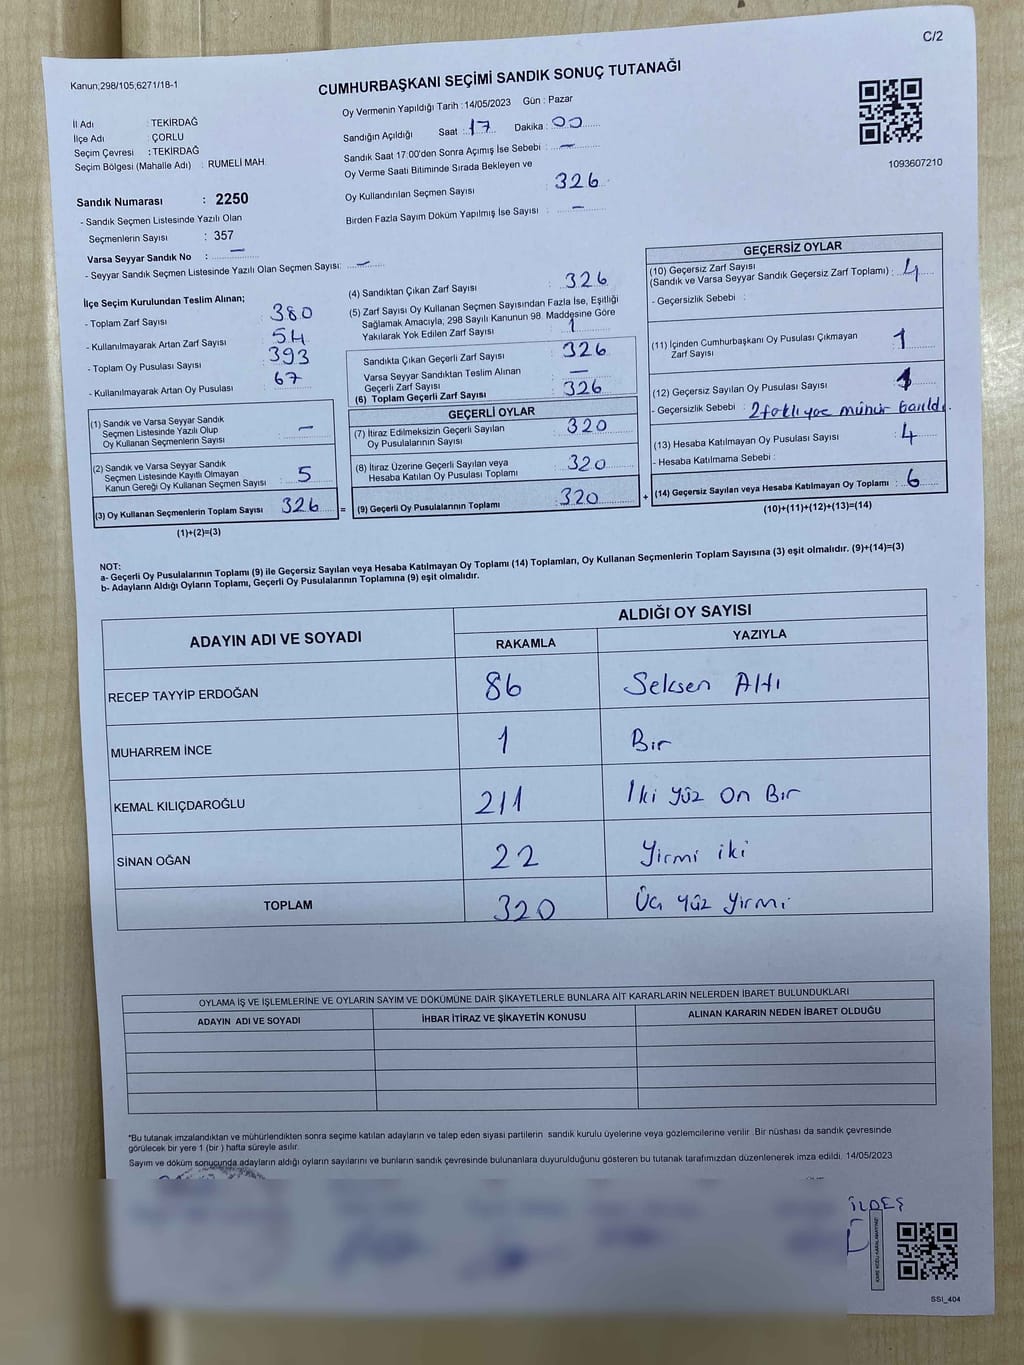 C/2
Kanun;298/105,6271/18-1
CUMHURBAŞKANI SEÇİMİ SANDIK SONUÇ TUTANAĞI
Oy Vermenin Yapıldığı Tarih :14/05/2023 Gün : Pazar
İl Adı : TEKİRDAĞ
İlçe Adı : ÇORLU
Seçim Çevresi : TEKİRDAĞ
Seçim Bölgesi (Mahalle Adı) : RUMELİ MAH.
Sandığın Açıldığı Saat : 17 Dakika : 00
Sandık Saat 17:00'den Sonra Açımış İse Sebebi : —
Oy Verme Saati Bitiminde Sırada Bekleyen ve
Oy Kullandırılan Seçmen Sayısı : 326
Birden Fazla Sayım Döküm Yapılmış İse Sayısı : —
1093607210
Sandık Numarası : 2250
- Sandık Seçmen Listesinde Yazılı Olan
Seçmenlerin Sayısı : 357
Varsa Seyyar Sandık No : —
- Seyyar Sandık Seçmen Listesinde Yazılı Olan Seçmen Sayısı: —
İlçe Seçim Kurulundan Teslim Alınan;
- Toplam Zarf Sayısı : 380
- Kullanılmayarak Artan Zarf Sayısı : 54
- Toplam Oy Pusulası Sayısı : 393
- Kullanılmayarak Artan Oy Pusulası : 67
(1) Sandık ve Varsa Seyyar Sandık
Seçmen Listesinde Yazılı Olup
Oy Kullanan Seçmenlerin Sayısı : —
(2) Sandık ve Varsa Seyyar Sandık
Seçmen Listesinde Kayıtlı Olmayan
Kanun Gereği Oy Kullanan Seçmen Sayısı : 5
(3) Oy Kullanan Seçmenlerin Toplam Sayısı : 326
(1)+(2)=(3)
(4) Sandıktan Çıkan Zarf Sayısı : 326
(5) Zarf Sayısı Oy Kullanan Seçmen Sayısından Fazla İse, Eşitliği
Sağlamak Amacıyla, 298 Sayılı Kanunun 98. Maddesine Göre
Yakılarak Yok Edilen Zarf Sayısı : 1
Sandıkta Çıkan Geçerli Zarf Sayısı : 326
Varsa Seyyar Sandıktan Teslim Alınan
Geçerli Zarf Sayısı : —
(6) Toplam Geçerli Zarf Sayısı : 326
GEÇERLİ OYLAR
(7) İtiraz Edilmeksizin Geçerli Sayılan
Oy Pusulalarının Sayısı : 320
(8) İtiraz Üzerine Geçerli Sayılan veya
Hesaba Katılan Oy Pusulası Toplamı : 320
= (9) Geçerli Oy Pusulalarının Toplamı : 320
GEÇERSİZ OYLAR
(10) Geçersiz Zarf Sayısı
(Sandık ve Varsa Seyyar Sandık Geçersiz Zarf Toplamı) : 4
- Geçersizlik Sebebi :
(11) İçinden Cumhurbaşkanı Oy Pusulası Çıkmayan
Zarf Sayısı : 1
(12) Geçersiz Sayılan Oy Pusulası Sayısı : 1
- Geçersizlik Sebebi : 2 mühür
(13) Hesaba Katılmayan Oy Pusulası Sayısı : 4
- Hesaba Katılmama Sebebi :
+ (14) Geçersiz Sayılan veya Hesaba Katılmayan Oy Toplamı : 6
(10)+(11)+(12)+(13)=(14)
NOT:
a- Geçerli Oy Pusulalarının Toplamı (9) ile Geçersiz Sayılan veya Hesaba Katılmayan Oy Toplamı (14) Toplamları, Oy Kullanan Seçmenlerin Toplam Sayısına (3) eşit olmalıdır. (9)+(14)=(3)
b- Adayların Aldığı Oyların Toplamı, Geçerli Oy Pusulalarının Toplamına (9) eşit olmalıdır.
ADAYIN ADI VE SOYADI ALDIĞI OY SAYISI
RAKAMLA YAZIYLA
RECEP TAYYİP ERDOĞAN 86 Seksen Altı
MUHARREM İNCE 1 Bir
KEMAL KILIÇDAROĞLU 211 İki yüz On Bir
SİNAN OĞAN 22 Yirmi iki
TOPLAM 320 Üç yüz yirmi
OYLAMA İŞ VE İŞLEMLERİNE VE OYLARIN SAYIM VE DÖKÜMÜNE DAİR ŞİKAYETLERLE BUNLARA AİT KARARLARIN NELERDEN İBARET BULUNDUKLARI
ADAYIN ADI VE SOYADI İHBAR İTİRAZ VE ŞİKAYETİN KONUSU ALINAN KARARIN NEDEN İBARET OLDUĞU
*Bu tutanak imzalandıktan ve mühürlendikten sonra seçime katılan adayların ve talep eden siyasi partilerin sandık kurulu üyelerine veya gözlemcilerine verilir. Bir nüshası da sandık çevresinde
görülecek bir yere 1 (bir ) hafta süreyle asılır.
Sayım ve döküm sonucunda adayların aldığı oyların sayılarını ve bunların sandık çevresinde bulunanlara duyurulduğunu gösteren bu tutanak tarafımızdan düzenlenerek imza edildi. 14/05/2023
SSI_404